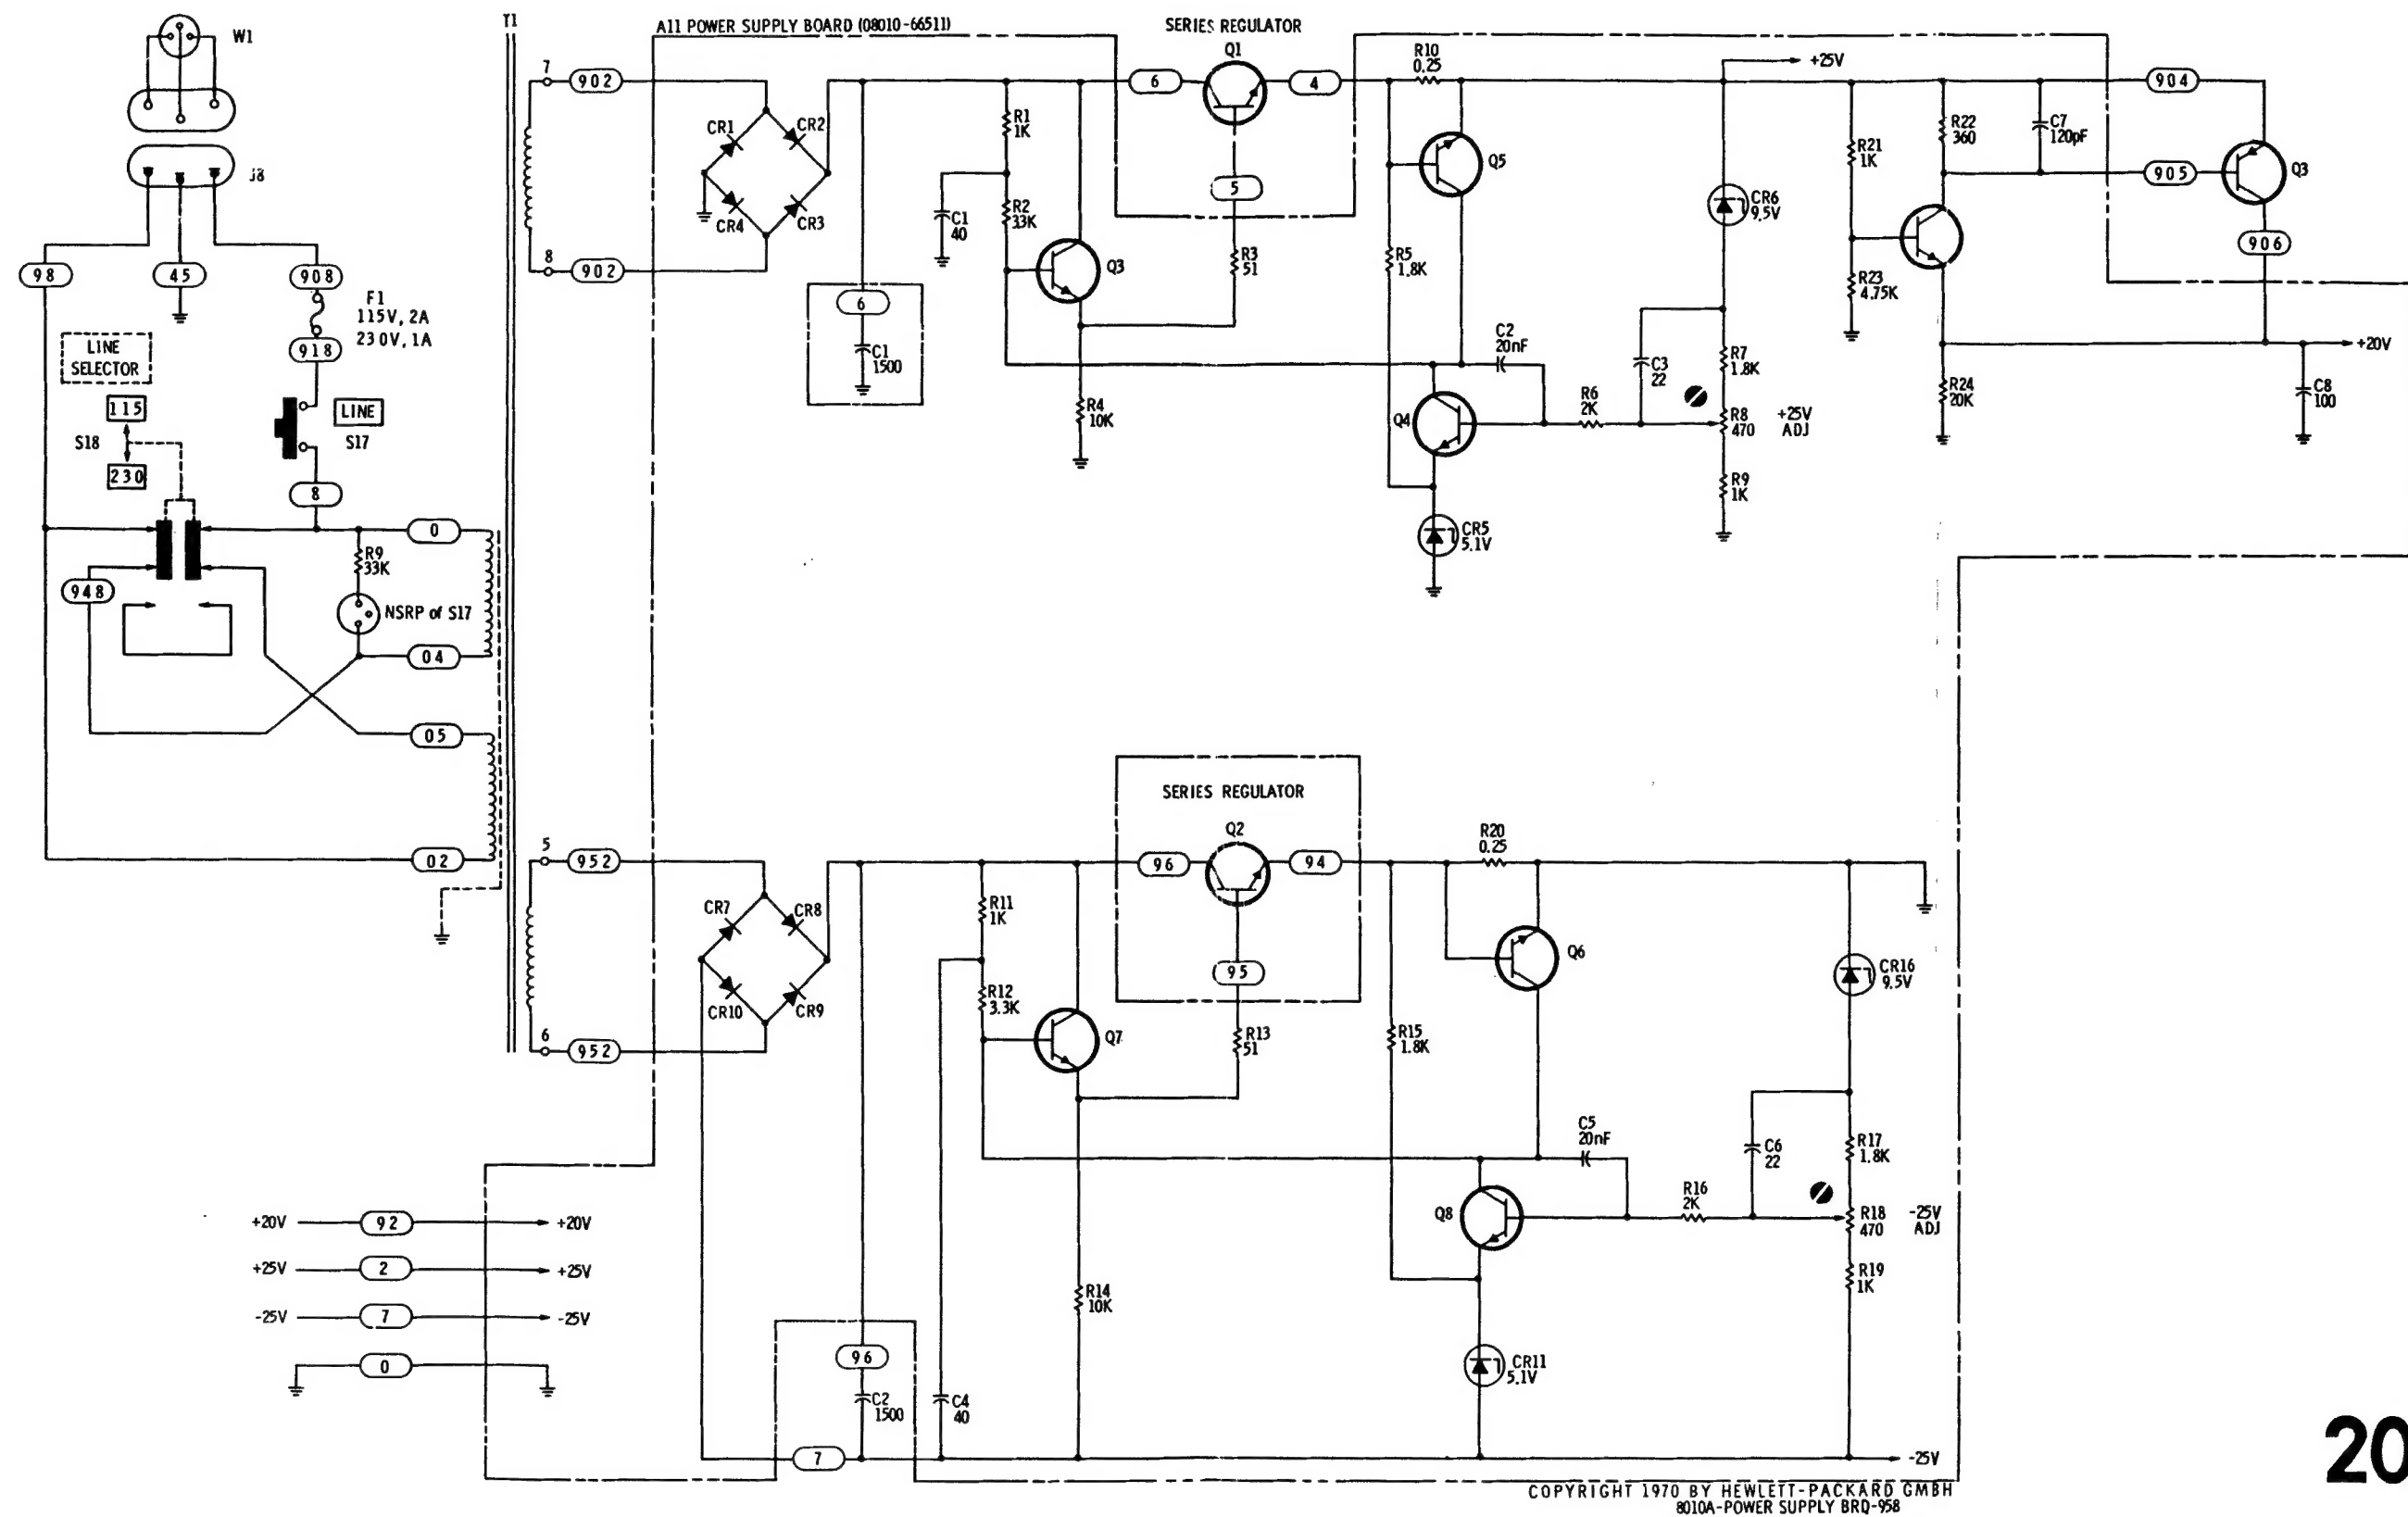 W1
J8
98
45
908
F1
115V, 2A
230V, 1A
918
LINE
SELECTOR
115
S18
230
LINE
S17
8
R9
33K
948
NSRP of S17
0
04
05
02
T1
7
902
8
902
5
952
6
952
A11 POWER SUPPLY BOARD (08010-66511)
CR1
CR2
CR4
CR3
6
C1
1500
C1
40
R1
1K
R2
33K
Q3
R4
10K
SERIES REGULATOR
Q1
6
4
5
R3
51
R10
0.25
Q5
R5
1.8K
C2
20nF
Q4
R6
2K
C3
22
CR5
5.1V
+25V
CR6
9.5V
R7
1.8K
R8
470
+25V
ADJ
R9
1K
R21
1K
R23
4.75K
R22
360
C7
120pF
R24
20K
904
905
Q3
906
+20V
C8
100
CR7
CR8
CR10
CR9
R11
1K
R12
3.3K
Q7
SERIES REGULATOR
Q2
96
94
95
R13
51
R20
0.25
Q6
R15
1.8K
CR16
9.5V
C5
20nF
C6
22
R17
1.8K
Q8
R16
2K
R18
470
-25V
ADJ
R19
1K
R14
10K
CR11
5.1V
96
C2
1500
C4
40
7
-25V
+20V
92
+20V
+25V
2
+25V
-25V
7
-25V
0
COPYRIGHT 1970 BY HEWLETT-PACKARD GMBH
8010A-POWER SUPPLY BRD-958
20